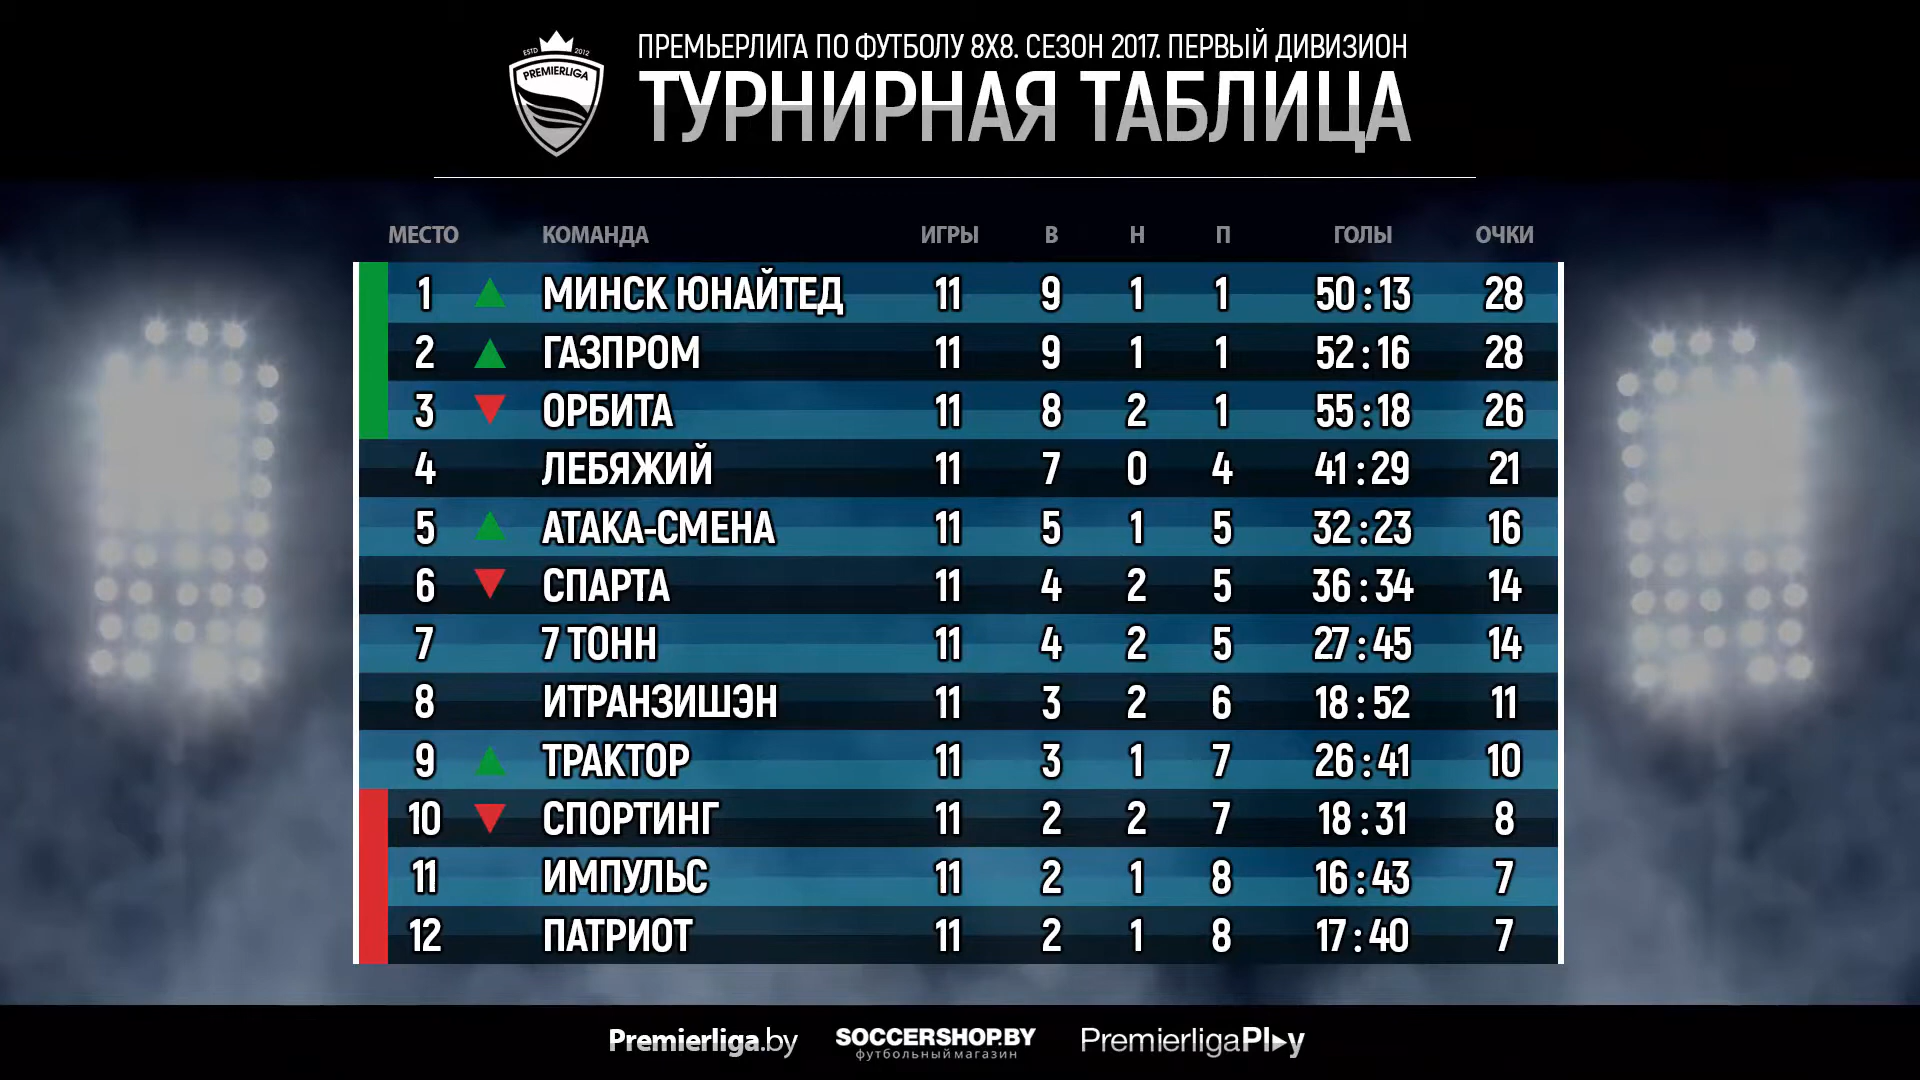 ESTD 2012
PREMIERLIGA
ПРЕМЬЕРЛИГА ПО ФУТБОЛУ 8X8. СЕЗОН 2017. ПЕРВЫЙ ДИВИЗИОН
ТУРНИРНАЯ ТАБЛИЦА
МЕСТО КОМАНДА ИГРЫ В Н П ГОЛЫ ОЧКИ
1 МИНСК ЮНАЙТЕД 11 9 1 1 50:13 28
2 ГАЗПРОМ 11 9 1 1 52:16 28
3 ОРБИТА 11 8 2 1 55:18 26
4 ЛЕБЯЖИЙ 11 7 0 4 41:29 21
5 АТАКА-СМЕНА 11 5 1 5 32:23 16
6 СПАРТА 11 4 2 5 36:34 14
7 7 ТОНН 11 4 2 5 27:45 14
8 ИТРАНЗИШЭН 11 3 2 6 18:52 11
9 ТРАКТОР 11 3 1 7 26:41 10
10 СПОРТИНГ 11 2 2 7 18:31 8
11 ИМПУЛЬС 11 2 1 8 16:43 7
12 ПАТРИОТ 11 2 1 8 17:40 7
Premierliga.by SOCCERSHOP.BY PremierligaPlay
футбольный магазин